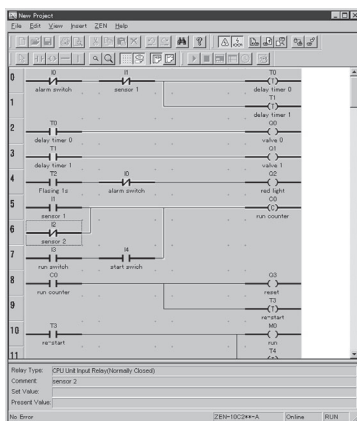 New Project
File Edit View Insert ZEN Help
0 I0 I1 T0
alarm switch sensor 1 delay timer 0
1 T1
delay timer 1
2 T0 Q0
delay timer 0 valve 0
3 T1 Q1
delay timer 1 valve 1
4 T2 I0 Q2
Flazing 1s alarm switch red light
5 I1 C0
sensor 1 run counter
6 I2
sensor 2
7 I3 I4
run switch start swich
8 C0 Q3
run counter reset
9 T3
re-start
10 T3 M0
re-start run
11 T4
Relay Type: CPU Unit Input Relay(Normally Closed)
Comment: sensor 2
Set Value:
Present Value:
No Error ZEN-10C2**-A Online RUN